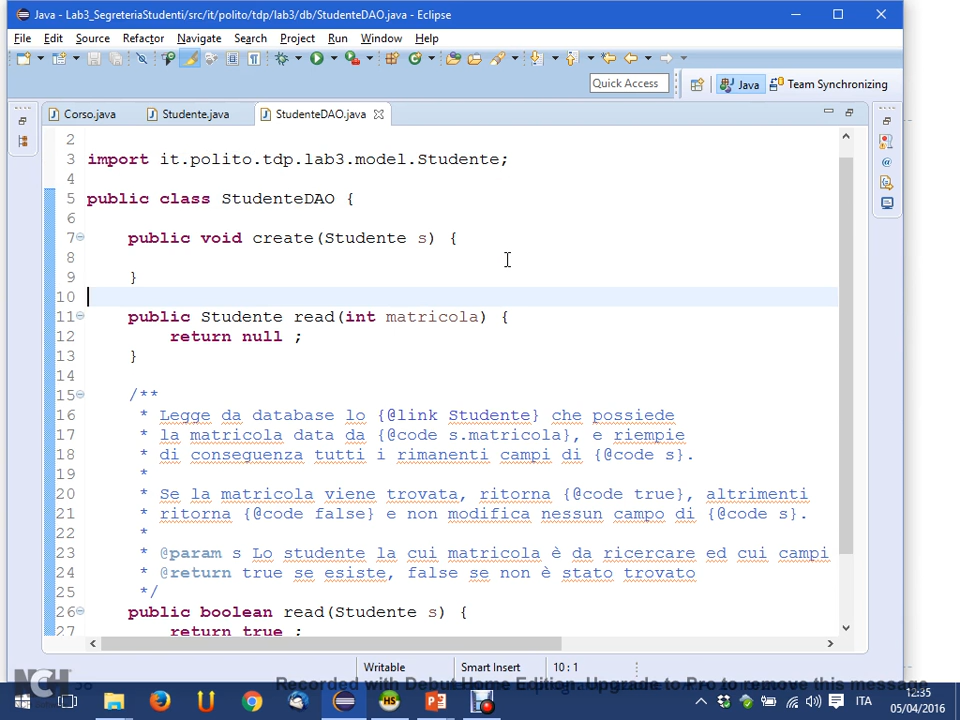 Java - Lab3_SegreteriaStudenti/src/it/polito/tdp/lab3/db/StudenteDAO.java - Eclipse
File Edit Source Refactor Navigate Search Project Run Window Help
Quick Access Java Team Synchronizing
Corso.java Studente.java StudenteDAO.java
2
3 import it.polito.tdp.lab3.model.Studente;
4
5 public class StudenteDAO {
6
7 public void create(Studente s) {
8
9 }
10
11 public Studente read(int matricola) {
12 return null ;
13 }
14
15 /**
16 * Legge da database lo {@link Studente} che possiede
17 * la matricola data da {@code s.matricola}, e riempie
18 * di conseguenza tutti i rimanenti campi di {@code s}.
19 *
20 * Se la matricola viene trovata, ritorna {@code true}, altrimenti
21 * ritorna {@code false} e non modifica nessun campo di {@code s}.
22 *
23 * @param s Lo studente la cui matricola è da ricercare ed cui campi
24 * @return true se esiste, false se non è stato trovato
25 */
26 public boolean read(Studente s) {
27 return true ;
Writable Smart Insert 10 : 1
NCH
Recorded with Debut Home Edition. Upgrade to Pro to remove this message
HS
ITA
12:35
05/04/2016